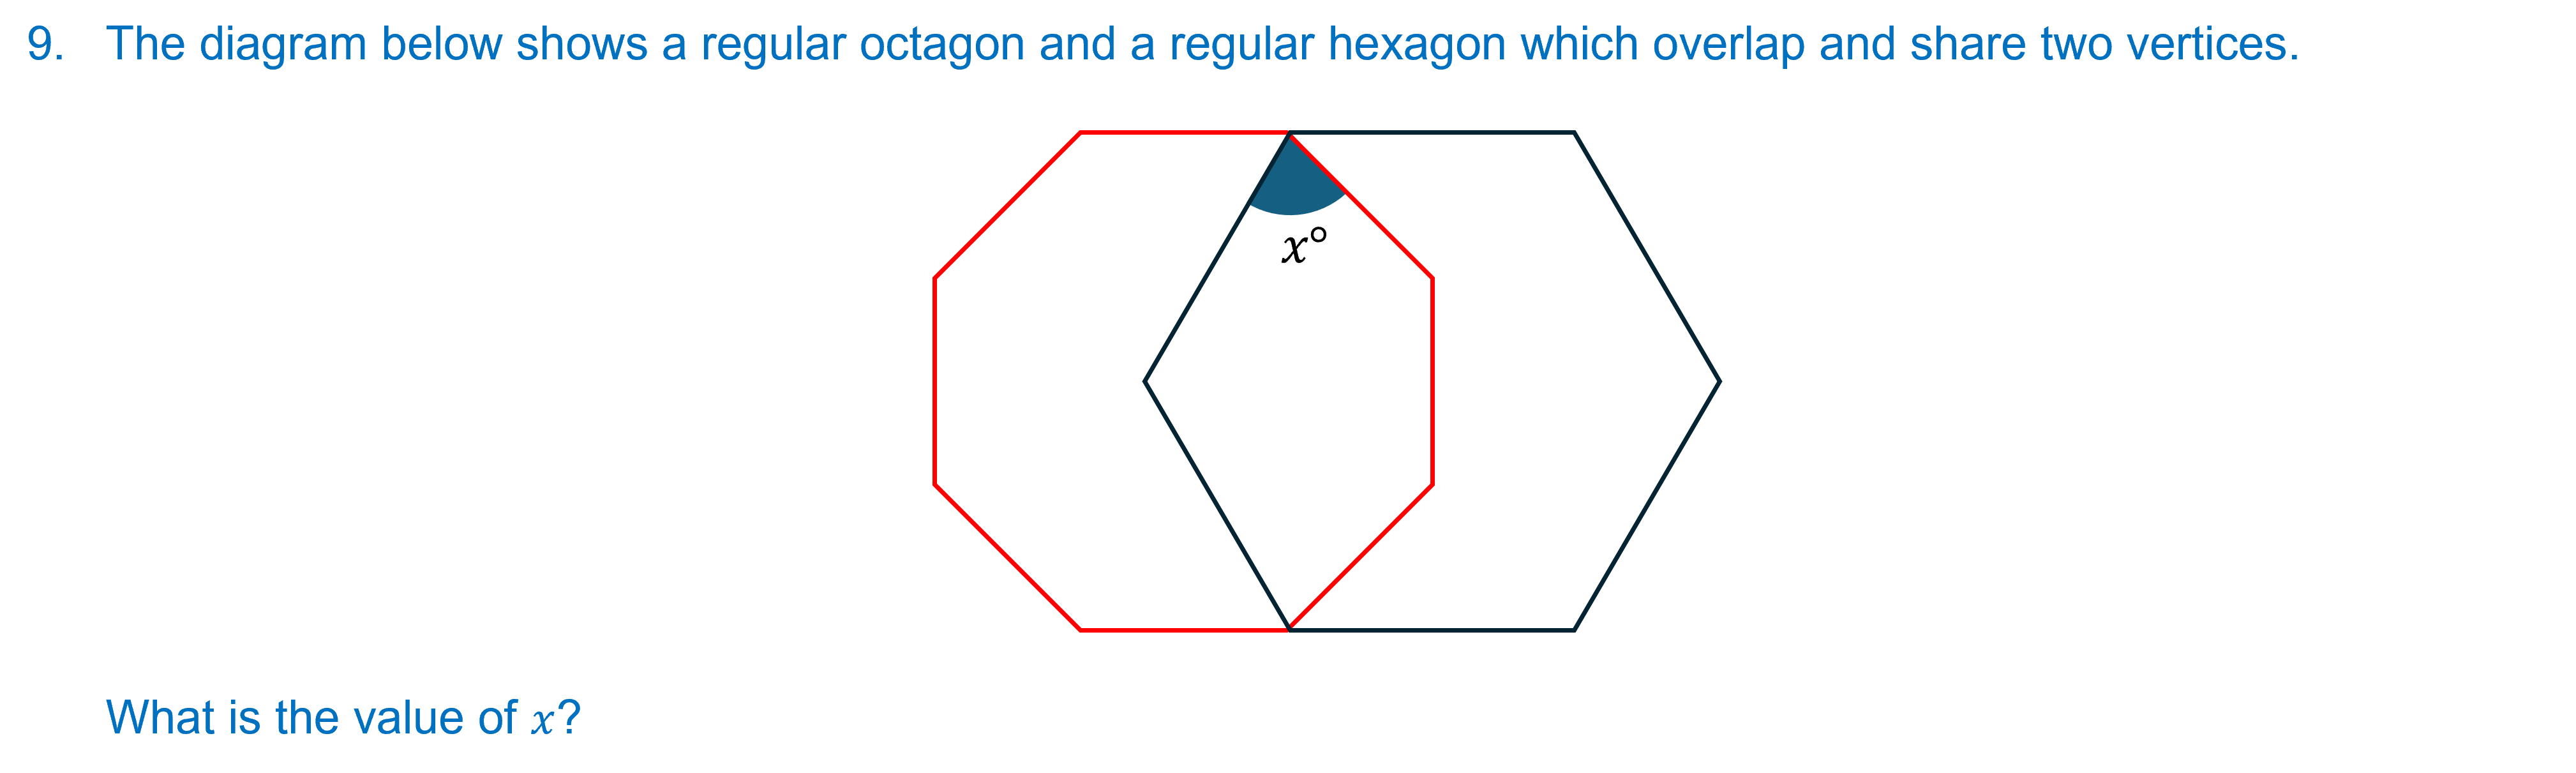 9. The diagram below shows a regular octagon and a regular hexagon which overlap and share two vertices.
x°
What is the value of x?